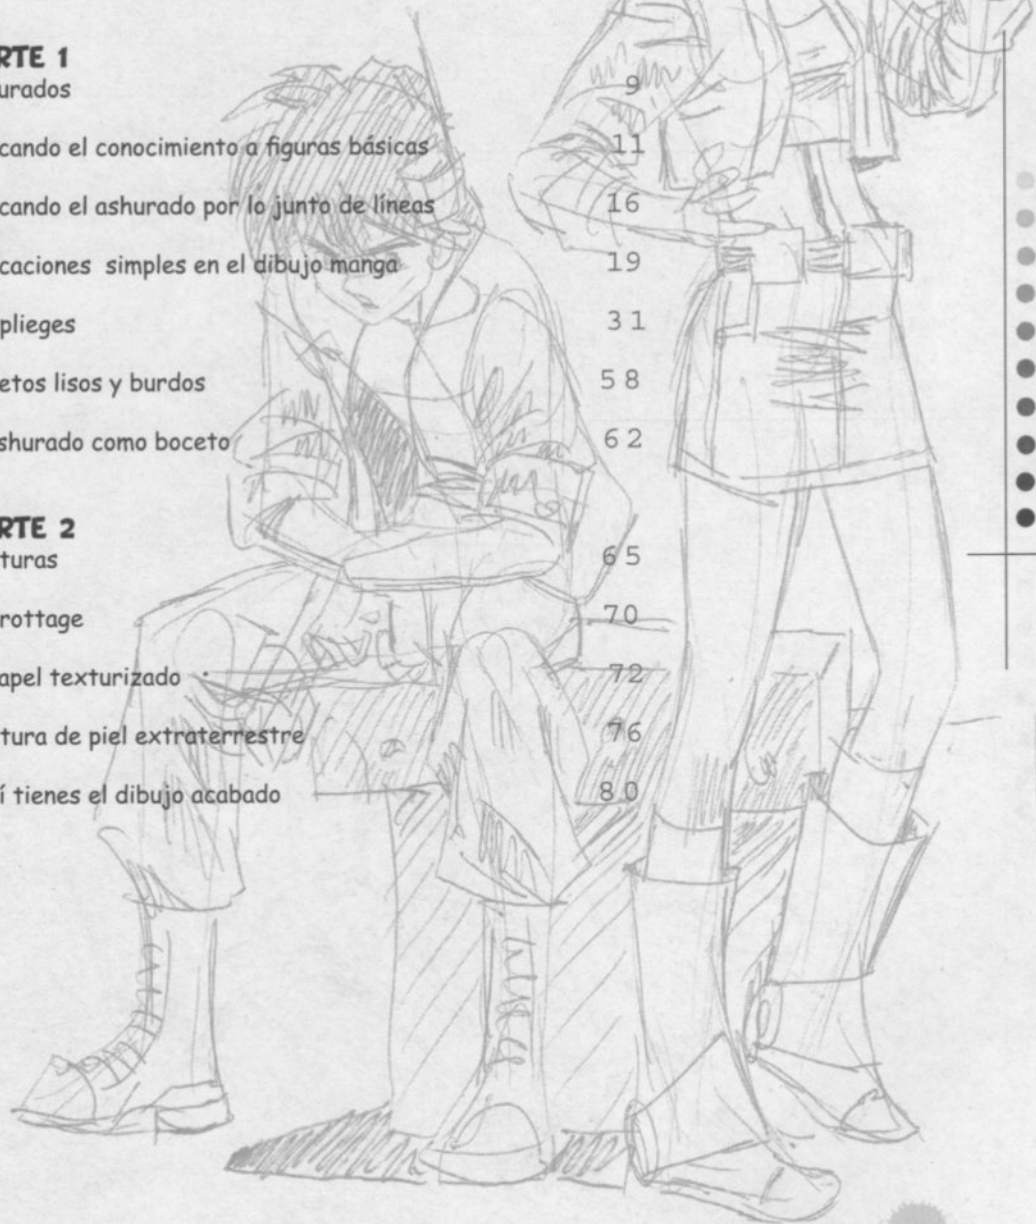 RTE 1
urados 9
cando el conocimiento a figuras básicas 11
cando el ashurado por lo junto de líneas 16
caciones simples en el dibujo manga 19
plieges 31
etos lisos y burdos 58
shurado como boceto 62
RTE 2
turas 65
rottage 70
apel texturizado 72
tura de piel extraterrestre 76
í tienes el dibujo acabado 80